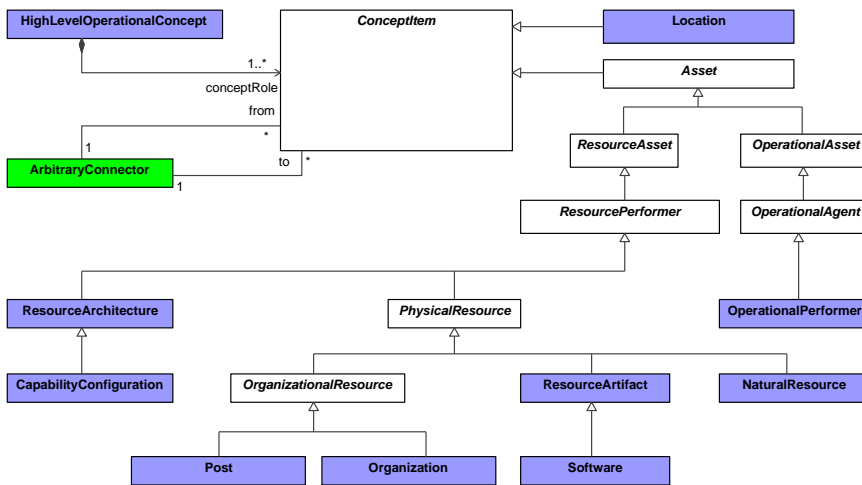 HighLevelOperationalConcept
ConceptItem
Location
1..*
conceptRole
Asset
from
*
1
to
*
ArbitraryConnector
1
ResourceAsset
OperationalAsset
ResourcePerformer
OperationalAgent
ResourceArchitecture
PhysicalResource
OperationalPerformer
CapabilityConfiguration
OrganizationalResource
ResourceArtifact
NaturalResource
Post
Organization
Software